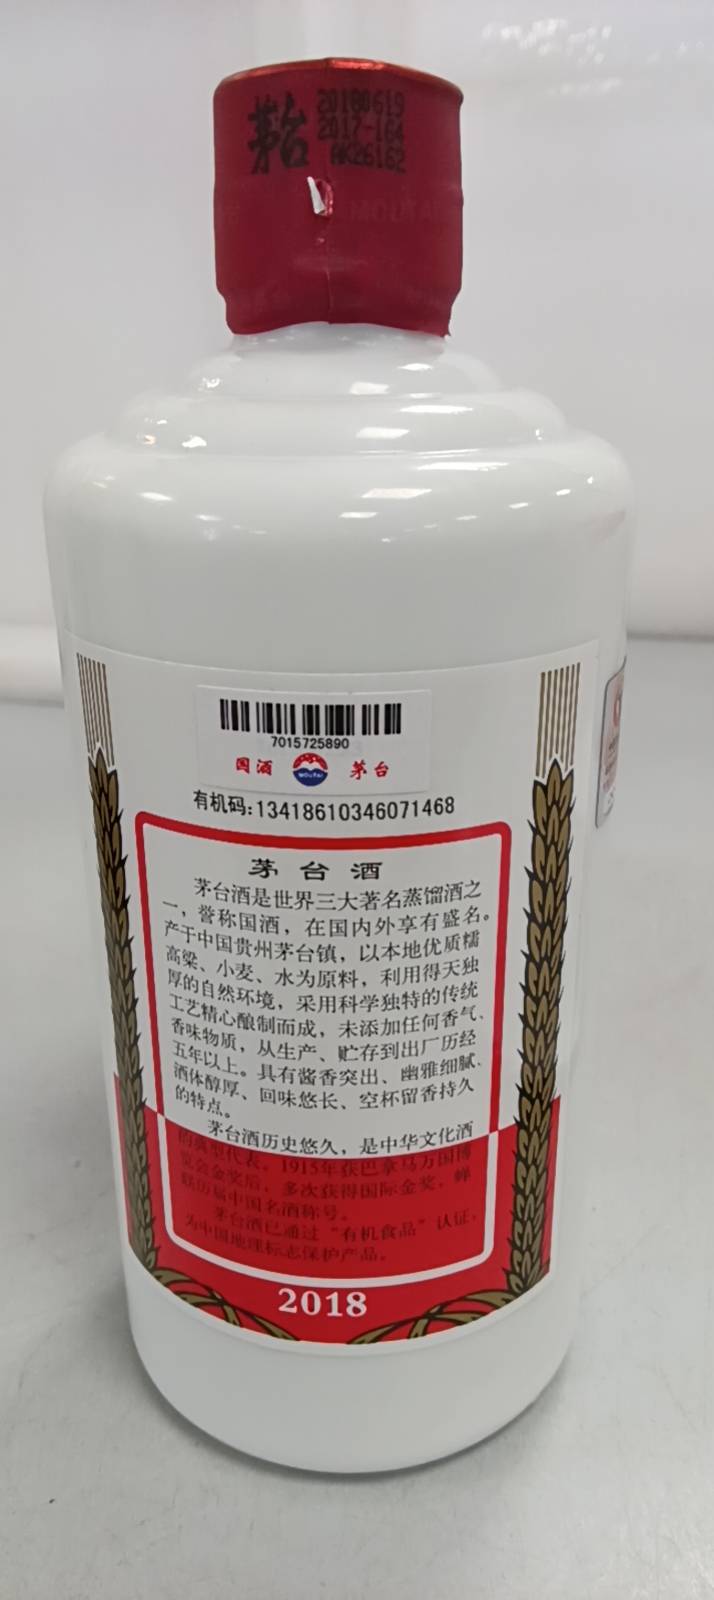 茅台
20180619
2017-164
AK26162
MOUTAI
7015725890
国酒 MOUTAI 茅台
有机码:13418610346071468
茅台酒
茅台酒是世界三大著名蒸馏酒之
一，誉称国酒，在国内外享有盛名。
产于中国贵州茅台镇，以本地优质糯
高粱、小麦、水为原料，利用得天独
厚的自然环境，采用科学独特的传统
工艺精心酿制而成，未添加任何香气、
香味物质，从生产、贮存到出厂历经
五年以上。具有酱香突出、幽雅细腻、
酒体醇厚、回味悠长、空杯留香持久
的特点。
茅台酒历史悠久，是中华文化酒
的典型代表。1915年获巴拿马万国博
览会金奖后，多次获得国际金奖，蝉
联历届中国名酒称号。
茅台酒已通过“有机食品”认证，
为中国地理标志保护产品。
2018